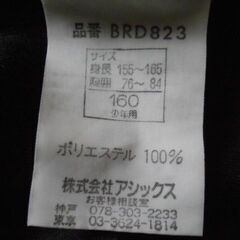 品番 BRD823
サイズ
身長 155~165
胸囲 76~84
160
少年用
ポリエステル 100%
株式会社アシックス
お客様相談室
神戸 078-303-2233
東京 03-3624-1814